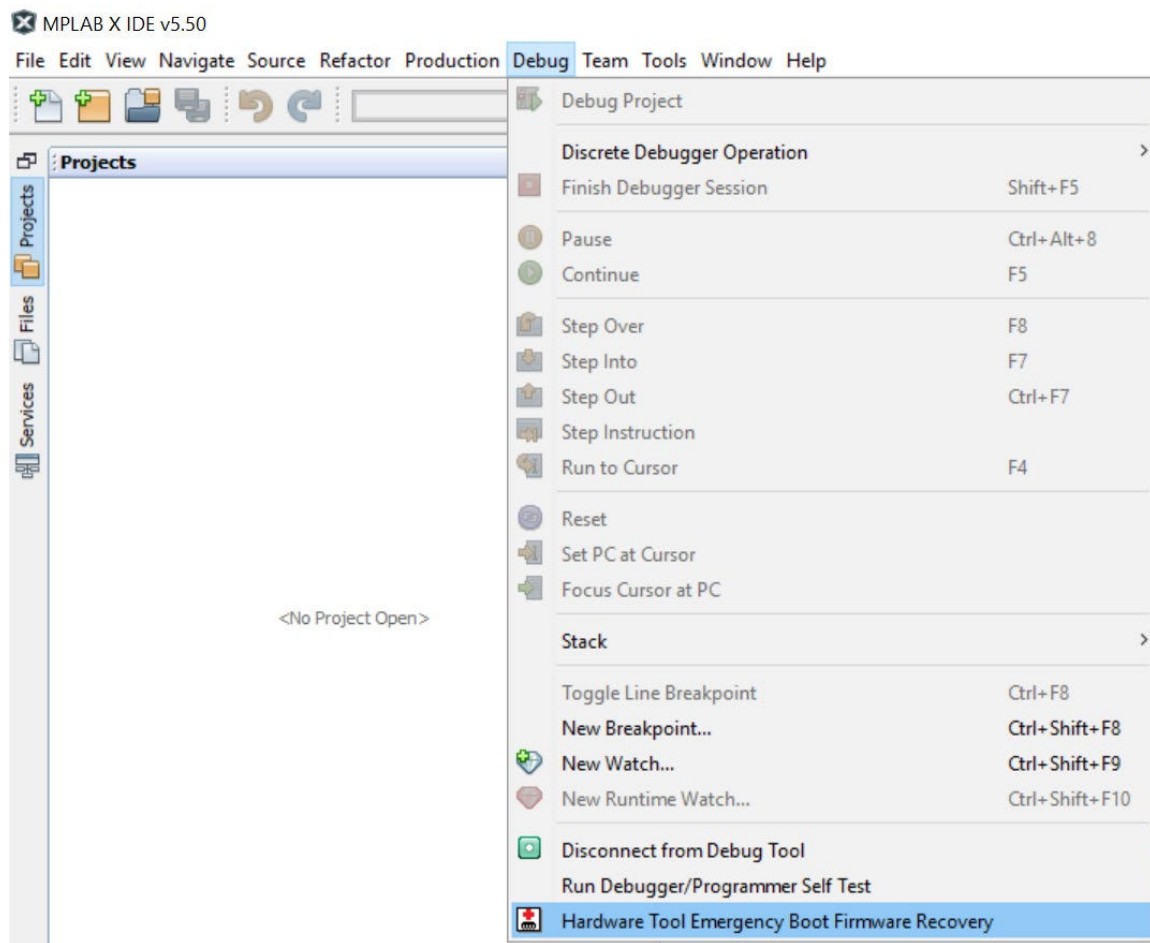 MPLAB X IDE v5.50
File Edit View Navigate Source Refactor Production Debug Team Tools Window Help
Projects
Projects
Files
Services
<No Project Open>
Debug Project
Discrete Debugger Operation
Finish Debugger Session Shift+F5
Pause Ctrl+Alt+8
Continue F5
Step Over F8
Step Into F7
Step Out Ctrl+F7
Step Instruction
Run to Cursor F4
Reset
Set PC at Cursor
Focus Cursor at PC
Stack
Toggle Line Breakpoint Ctrl+F8
New Breakpoint... Ctrl+Shift+F8
New Watch... Ctrl+Shift+F9
New Runtime Watch... Ctrl+Shift+F10
Disconnect from Debug Tool
Run Debugger/Programmer Self Test
Hardware Tool Emergency Boot Firmware Recovery